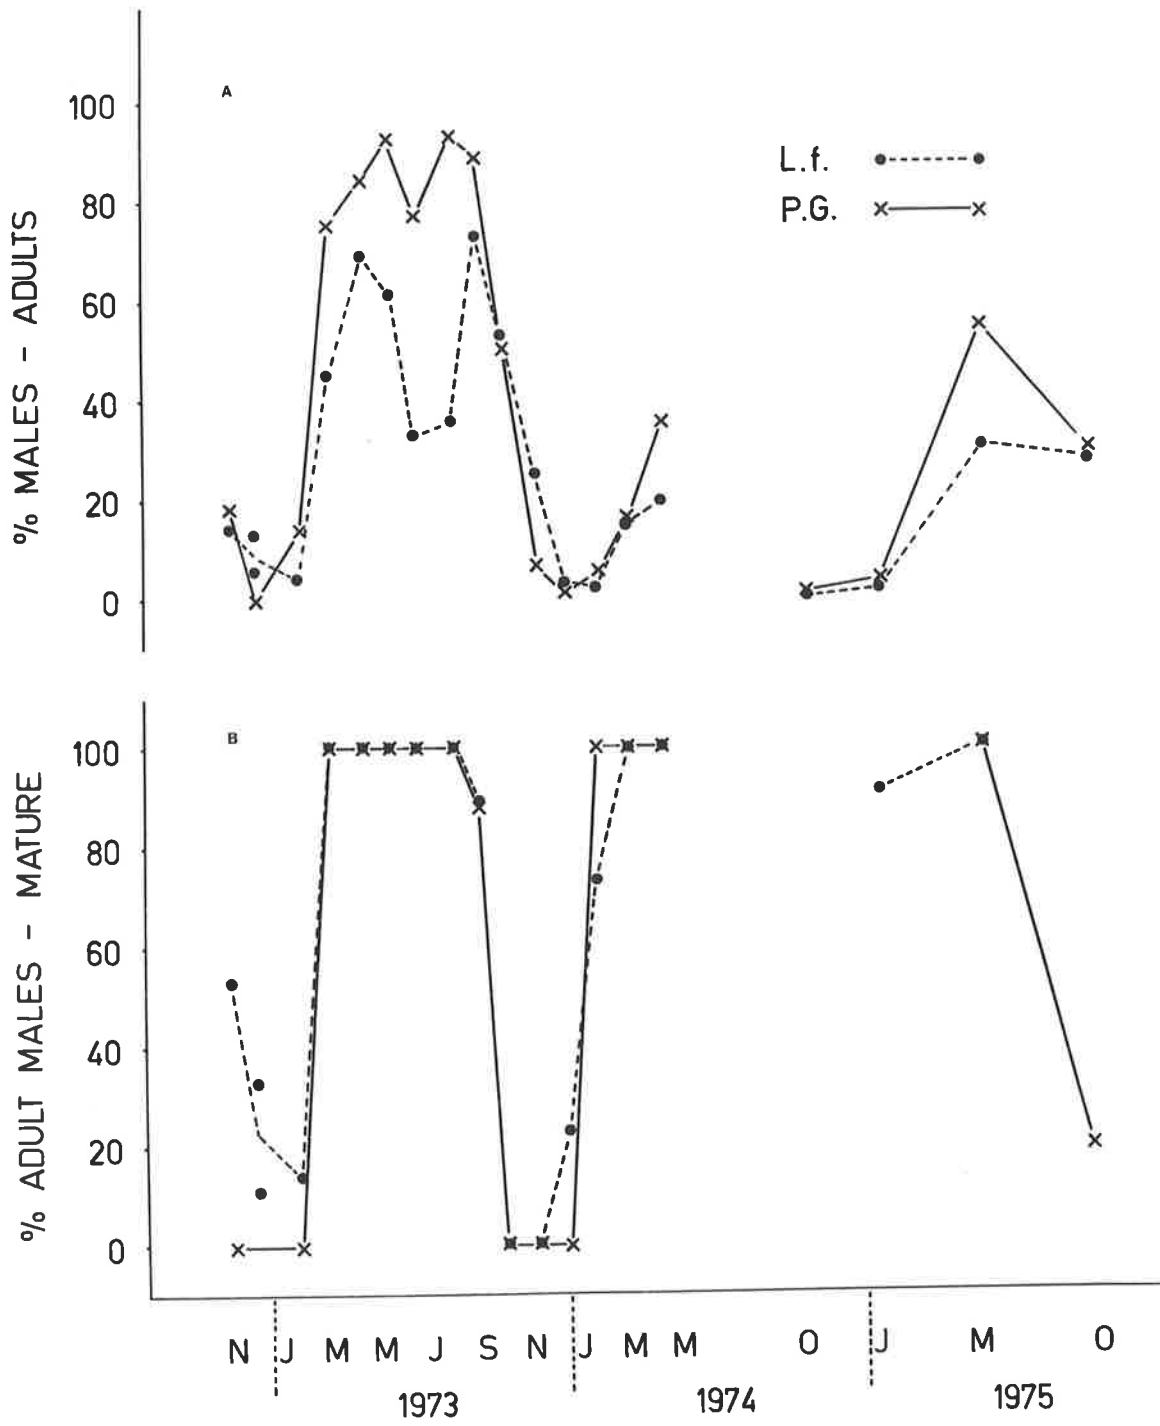 A
100
80
60
40
20
0
% MALES - ADULTS
L.f.
P.G.
B
100
80
60
40
20
0
% ADULT MALES - MATURE
N J M M J S N J M M O J M O
1973 1974 1975